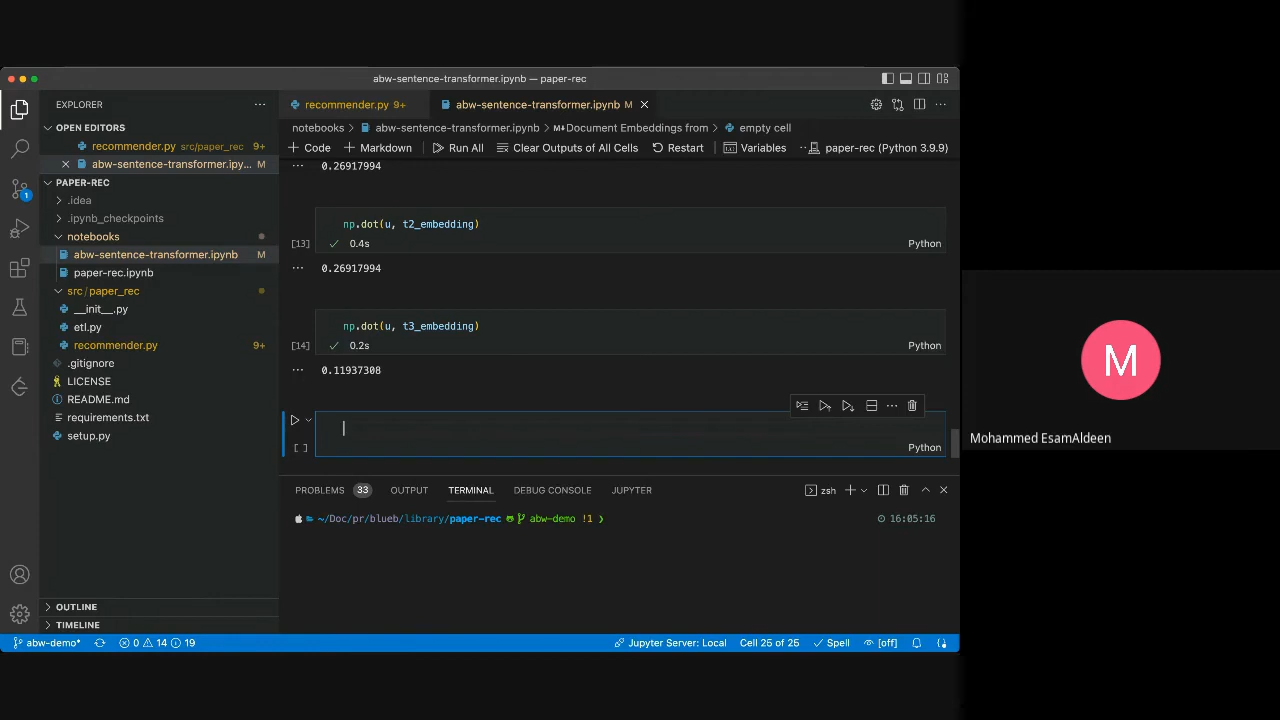 abw-sentence-transformer.ipynb — paper-rec
EXPLORER
recommender.py 9+
abw-sentence-transformer.ipynb M
OPEN EDITORS
notebooks > abw-sentence-transformer.ipynb > M↓Document Embeddings from > empty cell
recommender.py src/paper_rec 9+
Code
Markdown
Run All
Clear Outputs of All Cells
Restart
Variables
paper-rec (Python 3.9.9)
abw-sentence-transformer.ipy... M
... 0.26917994
PAPER-REC
.idea
.ipynb_checkpoints
notebooks
abw-sentence-transformer.ipynb M
paper-rec.ipynb
src/paper_rec
__init__.py
etl.py
recommender.py 9+
.gitignore
LICENSE
README.md
requirements.txt
setup.py
np.dot(u, t2_embedding)
[13] 0.4s Python
... 0.26917994
np.dot(u, t3_embedding)
[14] 0.2s Python
... 0.11937308
[ ] Python
PROBLEMS 33 OUTPUT TERMINAL DEBUG CONSOLE JUPYTER zsh
~/Doc/pr/blueb/library/paper-rec abw-demo !1 ❯ 16:05:16
OUTLINE
TIMELINE
1
abw-demo* 0 14 19 Jupyter Server: Local Cell 25 of 25 Spell [off]
M
Mohammed EsamAldeen